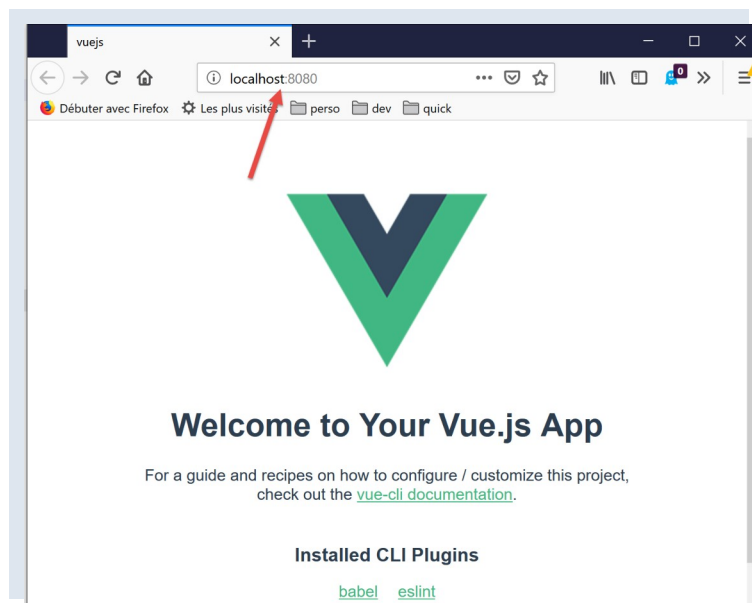 vuejs
localhost:8080
0
Débuter avec Firefox Les plus visités perso dev quick
Welcome to Your Vue.js App
For a guide and recipes on how to configure / customize this project,
check out the vue-cli documentation.
Installed CLI Plugins
babel eslint